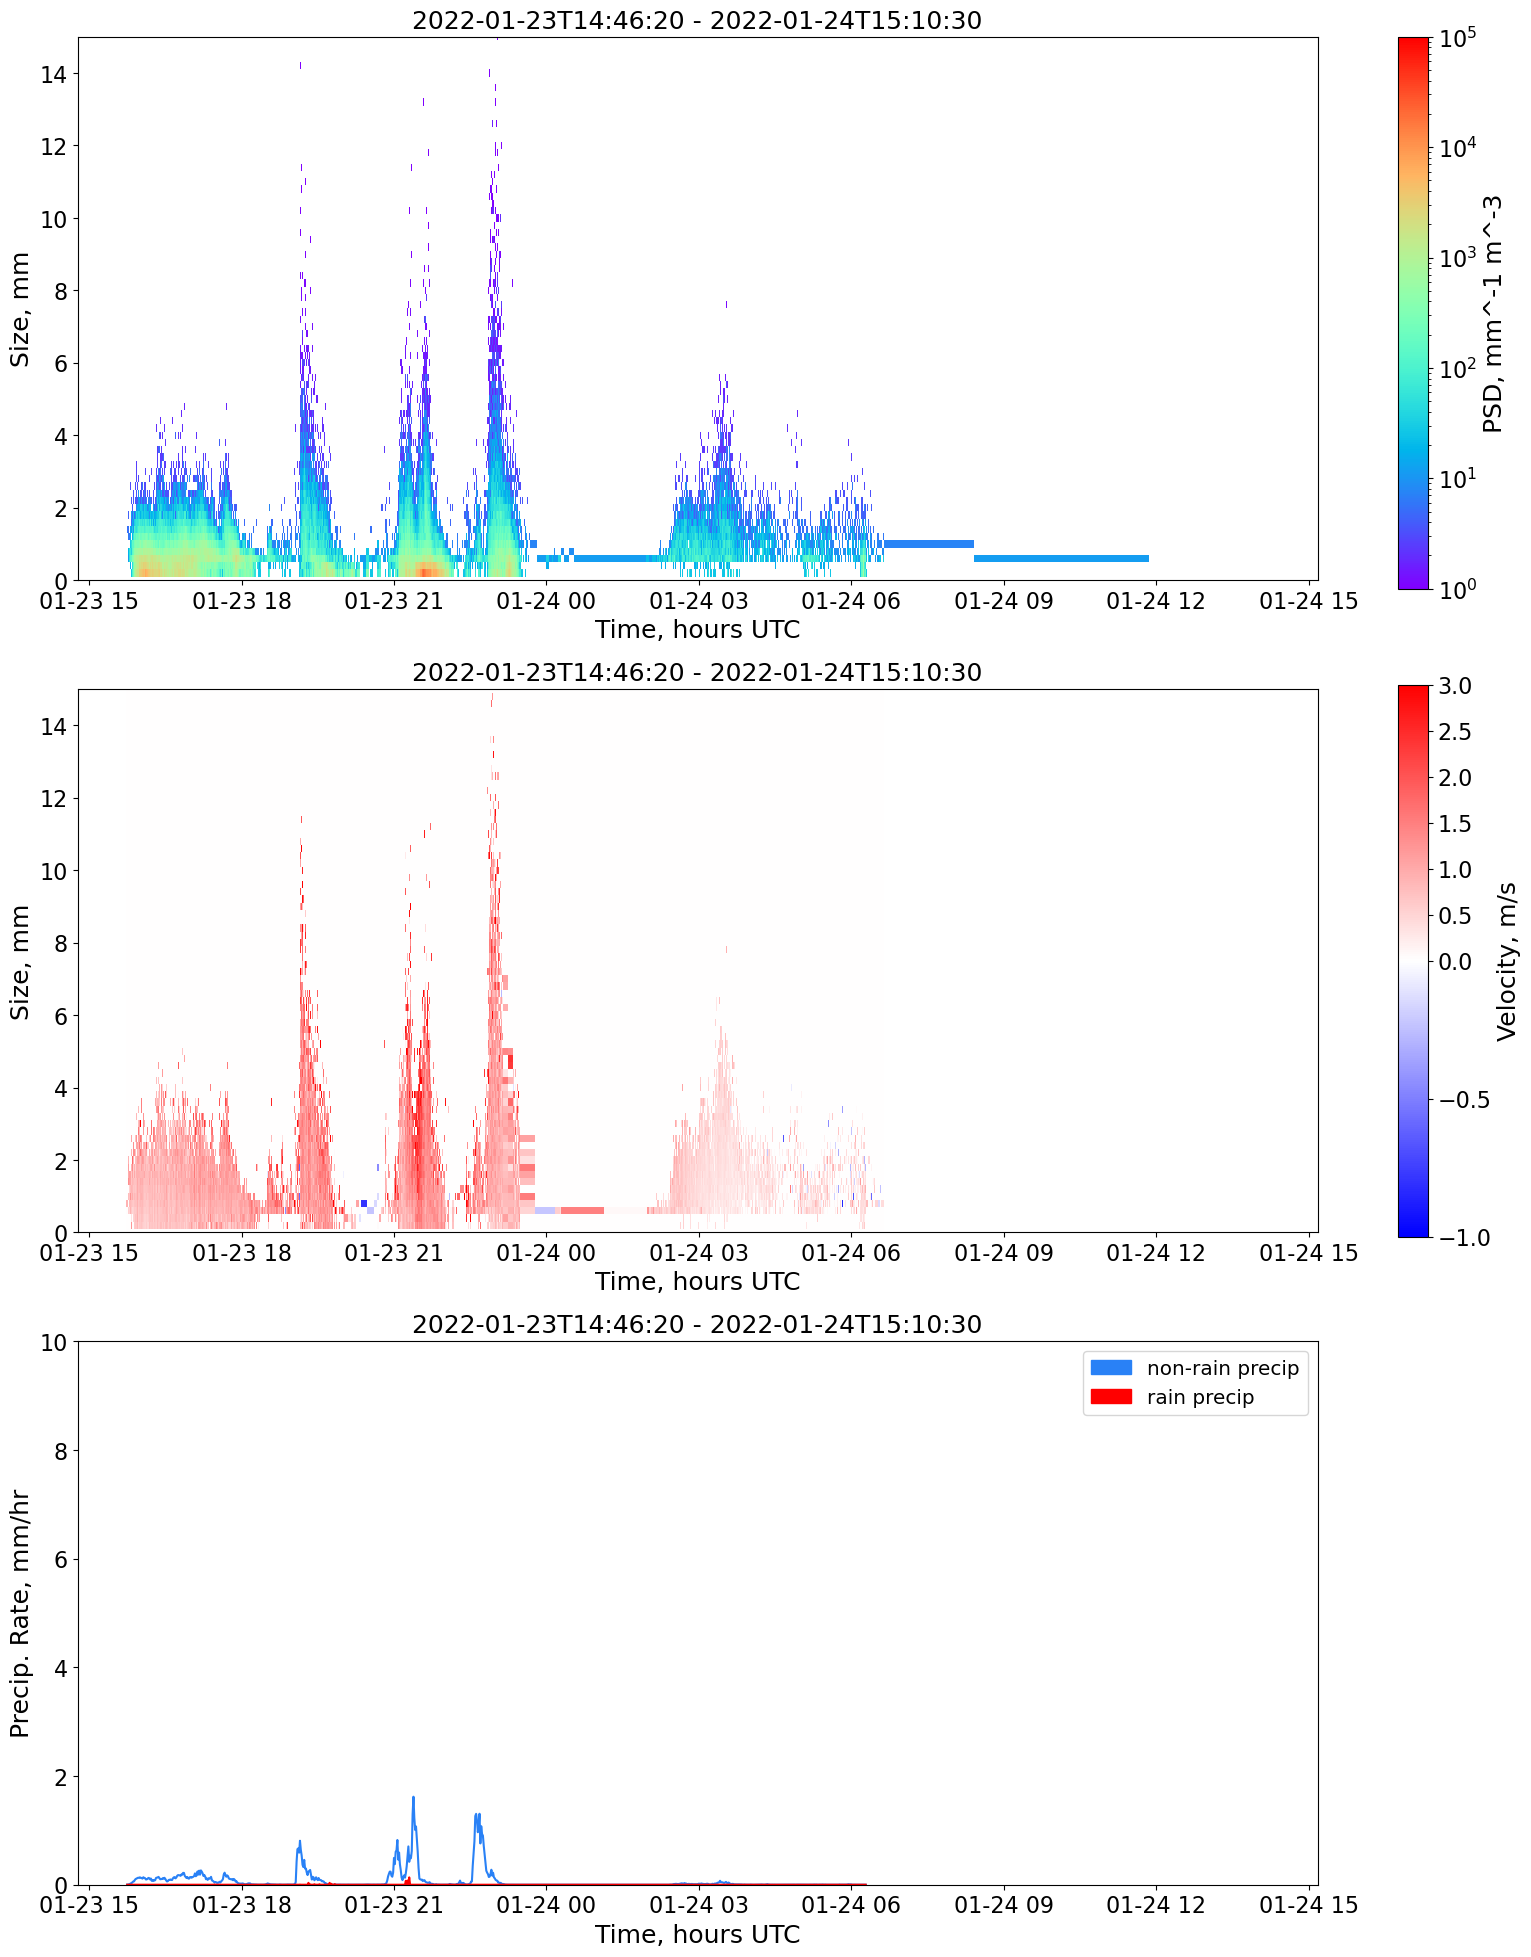 2022-01-23T14:46:20 - 2022-01-24T15:10:30
Size, mm
14
12
10
8
6
4
2
0
01-23 15 01-23 18 01-23 21 01-24 00 01-24 03 01-24 06 01-24 09 01-24 12 01-24 15
Time, hours UTC
10^5
10^4
10^3
10^2
10^1
10^0
PSD, mm^-1 m^-3
2022-01-23T14:46:20 - 2022-01-24T15:10:30
Size, mm
14
12
10
8
6
4
2
0
01-23 15 01-23 18 01-23 21 01-24 00 01-24 03 01-24 06 01-24 09 01-24 12 01-24 15
Time, hours UTC
3.0
2.5
2.0
1.5
1.0
0.5
0.0
−0.5
−1.0
Velocity, m/s
2022-01-23T14:46:20 - 2022-01-24T15:10:30
Precip. Rate, mm/hr
10
8
6
4
2
0
non-rain precip
rain precip
01-23 15 01-23 18 01-23 21 01-24 00 01-24 03 01-24 06 01-24 09 01-24 12 01-24 15
Time, hours UTC